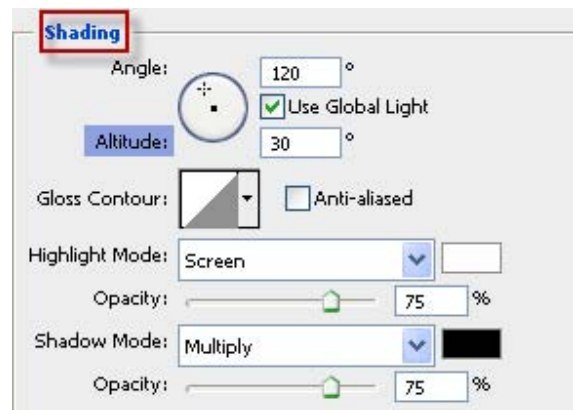 Shading
Angle: 120 °
Use Global Light
Altitude: 30 °
Gloss Contour: Anti-aliased
Highlight Mode: Screen
Opacity: 75 %
Shadow Mode: Multiply
Opacity: 75 %